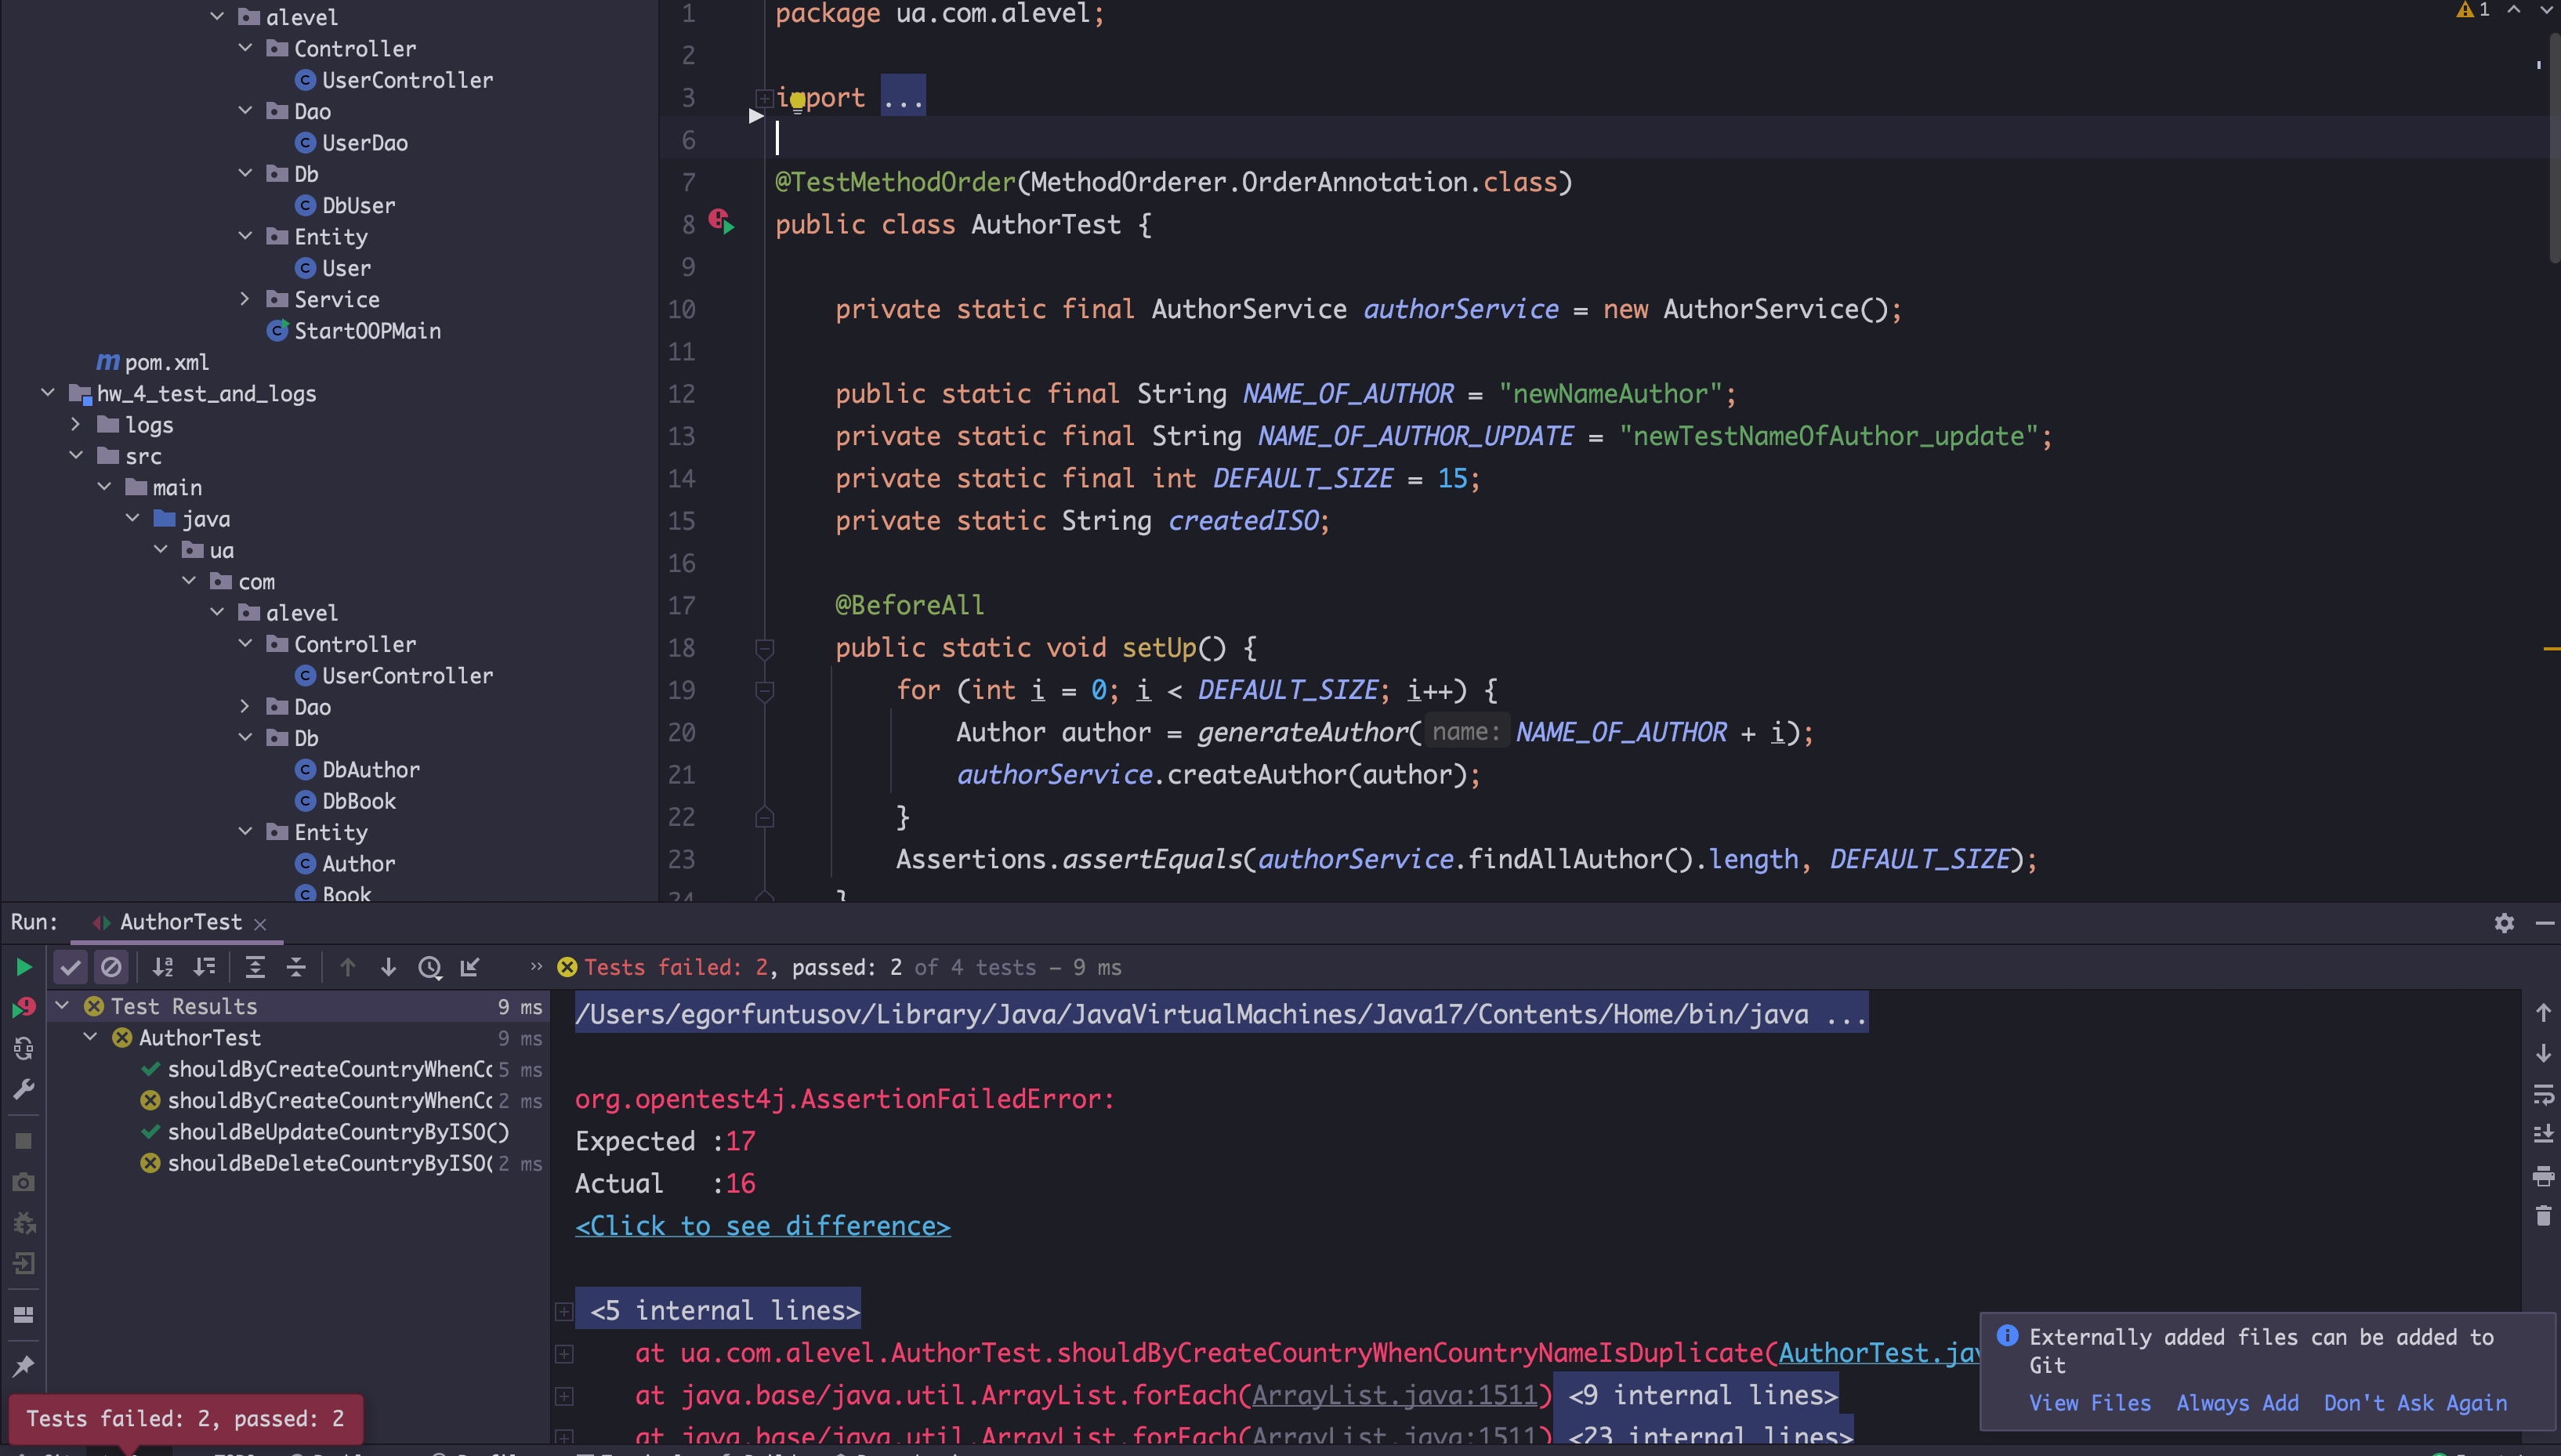 alevel
Controller
UserController
Dao
UserDao
Db
DbUser
Entity
User
Service
StartOOPMain
pom.xml
hw_4_test_and_logs
logs
src
main
java
ua
com
alevel
Controller
UserController
Dao
Db
DbAuthor
DbBook
Entity
Author
Book
1 package ua.com.alevel;
2
3 import ...
6
7 @TestMethodOrder(MethodOrderer.OrderAnnotation.class)
8 public class AuthorTest {
9
10 private static final AuthorService authorService = new AuthorService();
11
12 public static final String NAME_OF_AUTHOR = "newNameAuthor";
13 private static final String NAME_OF_AUTHOR_UPDATE = "newTestNameOfAuthor_update";
14 private static final int DEFAULT_SIZE = 15;
15 private static String createdISO;
16
17 @BeforeAll
18 public static void setUp() {
19 for (int i = 0; i < DEFAULT_SIZE; i++) {
20 Author author = generateAuthor( name: NAME_OF_AUTHOR + i);
21 authorService.createAuthor(author);
22 }
23 Assertions.assertEquals(authorService.findAllAuthor().length, DEFAULT_SIZE);
24 }
1
Run: AuthorTest
Tests failed: 2, passed: 2 of 4 tests – 9 ms
Test Results 9 ms
AuthorTest 9 ms
shouldByCreateCountryWhenCo 5 ms
shouldByCreateCountryWhenCo 2 ms
shouldBeUpdateCountryByISO()
shouldBeDeleteCountryByISO( 2 ms
/Users/egorfuntusov/Library/Java/JavaVirtualMachines/Java17/Contents/Home/bin/java ...
org.opentest4j.AssertionFailedError:
Expected :17
Actual :16
<Click to see difference>
<5 internal lines>
at ua.com.alevel.AuthorTest.shouldByCreateCountryWhenCountryNameIsDuplicate(AuthorTest.jav
at java.base/java.util.ArrayList.forEach(ArrayList.java:1511) <9 internal lines>
at java.base/java.util.ArrayList.forEach(ArrayList.java:1511) <23 internal lines>
Externally added files can be added to
Git
View Files Always Add Don't Ask Again
Tests failed: 2, passed: 2